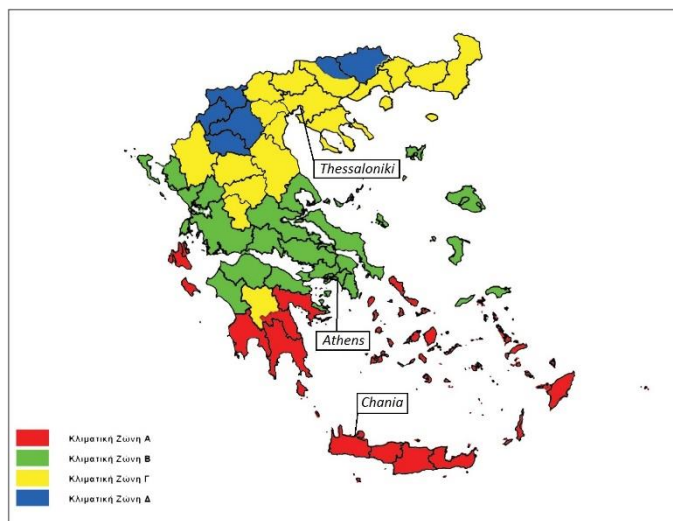 Thessaloniki
Athens
Chania
Κλιματική Ζώνη Α
Κλιματική Ζώνη Β
Κλιματική Ζώνη Γ
Κλιματική Ζώνη Δ